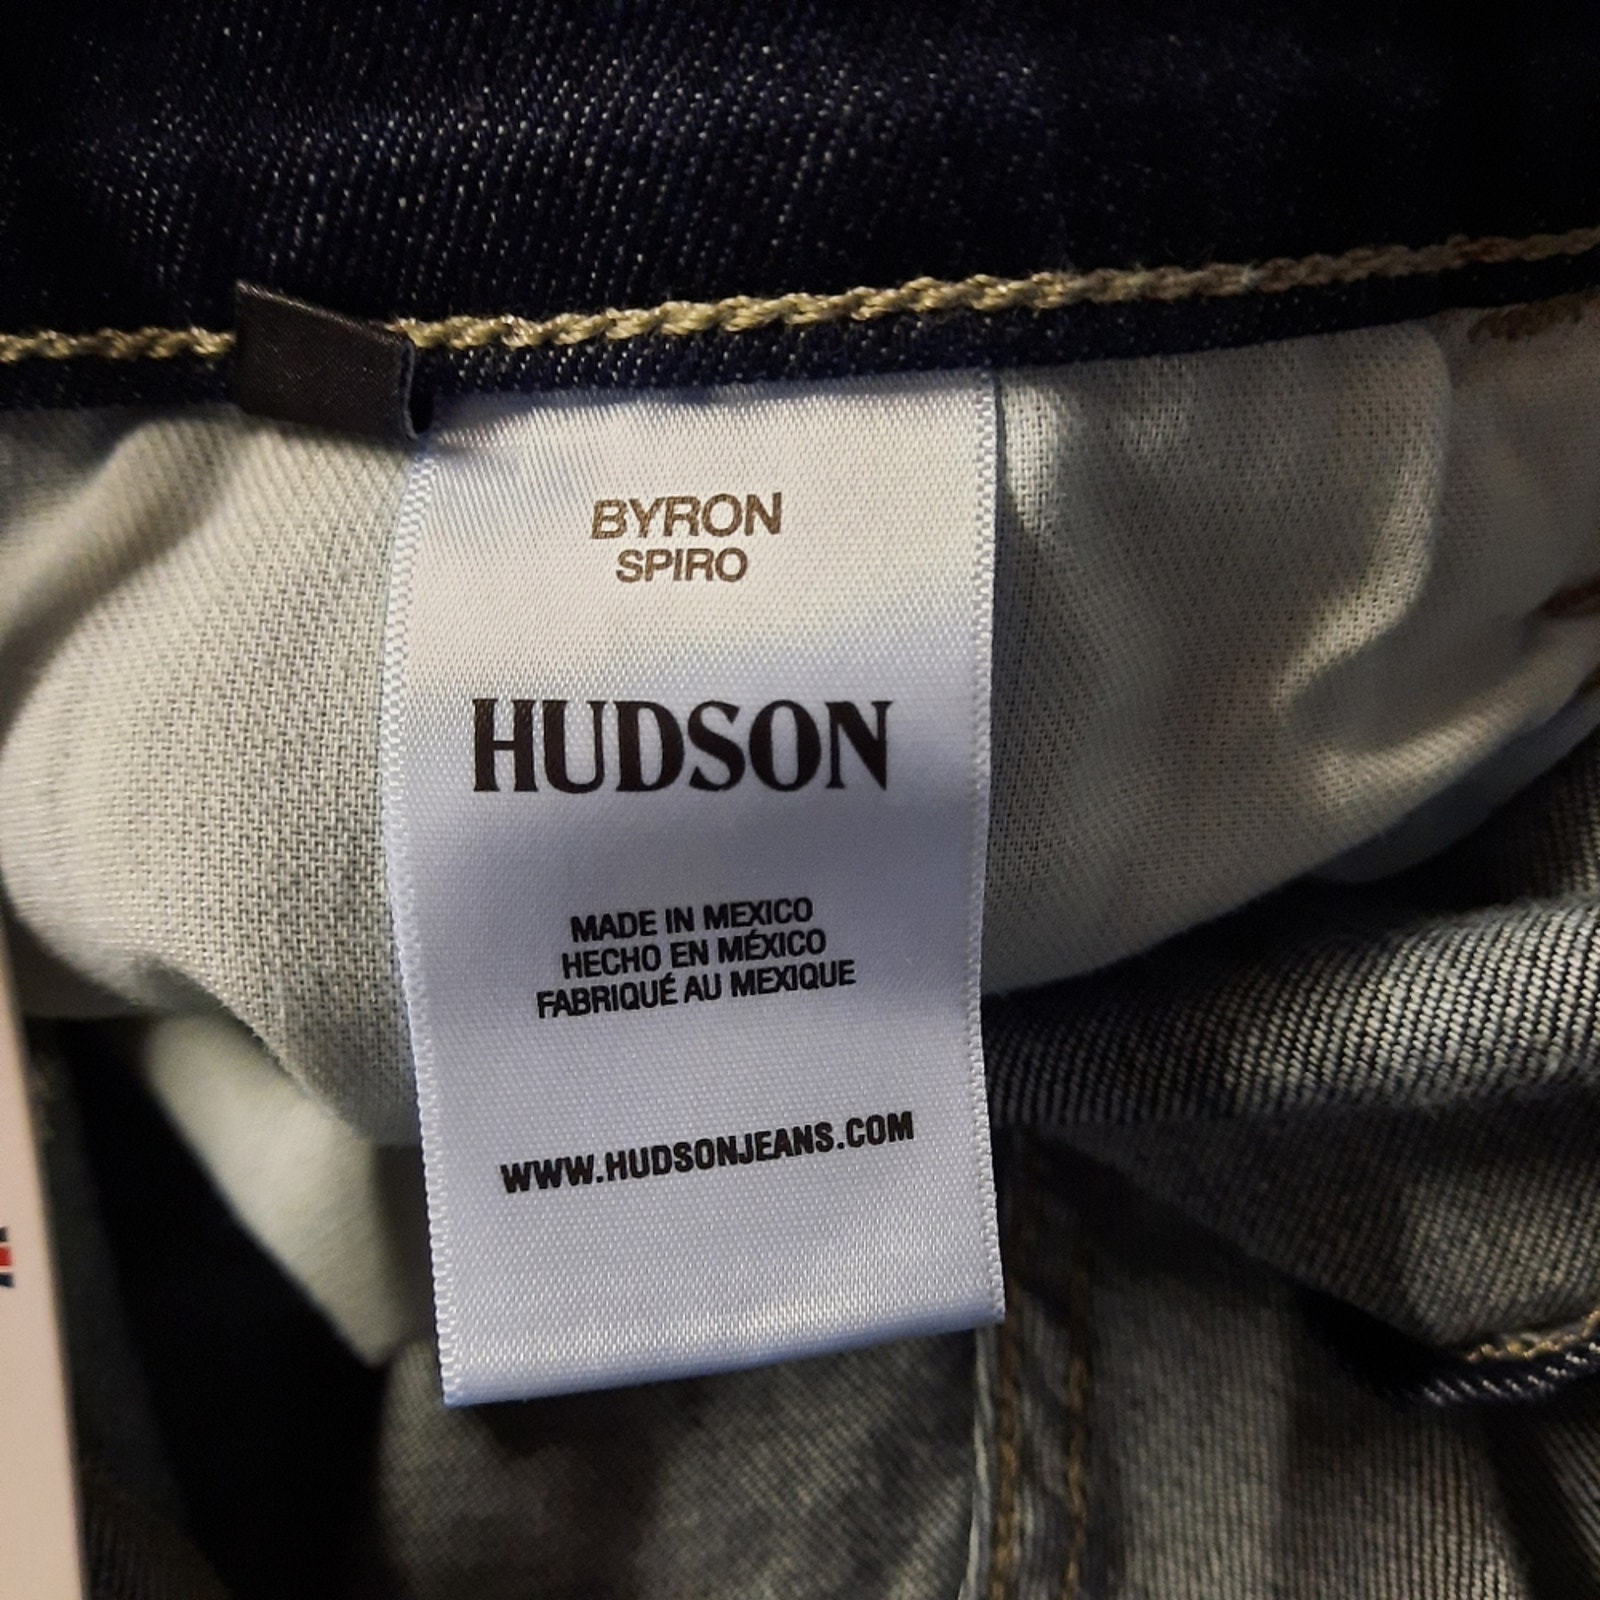 BYRON
SPIRO
HUDSON
MADE IN MEXICO
HECHO EN MÉXICO
FABRIQUÉ AU MEXIQUE
WWW.HUDSONJEANS.COM